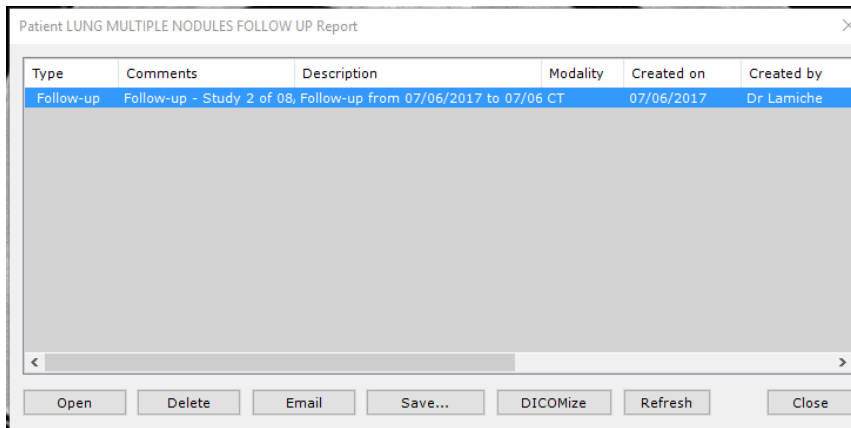 Patient LUNG MULTIPLE NODULES FOLLOW UP Report
Type Comments Description Modality Created on Created by
Follow-up Follow-up - Study 2 of 08, Follow-up from 07/06/2017 to 07/06 CT 07/06/2017 Dr Lamiche
Open Delete Email Save... DICOMize Refresh Close